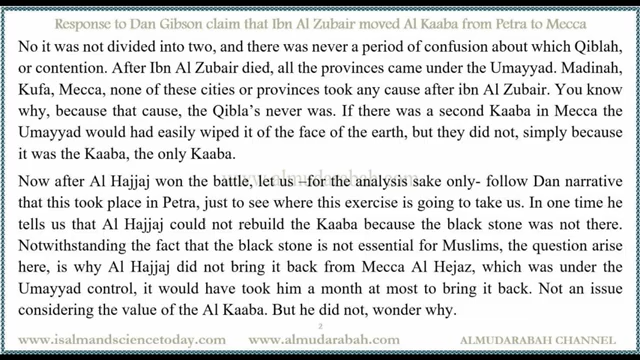 Response to Dan Gibson claim that Ibn Al Zubair moved Al Kaaba from Petra to Mecca
No it was not divided into two, and there was never a period of confusion about which Qiblah,
or contention. After Ibn Al Zubair died, all the provinces came under the Umayyad. Madinah,
Kufa, Mecca, none of these cities or provinces took any cause after ibn Al Zubair. You know
why, because that cause, the Qibla's never was. If there was a second Kaaba in Mecca the
Umayyad would had easily wiped it of the face of the earth, but they did not, simply because
it was the Kaaba, the only Kaaba.
www.almudarabah.com
Now after Al Hajjaj won the battle, let us –for the analysis sake only- follow Dan narrative
that this took place in Petra, just to see where this exercise is going to take us. In one time he
tells us that Al Hajjaj could not rebuild the Kaaba because the black stone was not there.
Notwithstanding the fact that the black stone is not essential for Muslims, the question arise
here, is why Al Hajjaj did not bring it back from Mecca Al Hejaz, which was under the
Umayyad control, it would have took him a month at most to bring it back. Not an issue
considering the value of the Al Kaaba. But he did not, wonder why.
2
www.isalmandsciencetoday.com www.almudarabah.com ALMUDARABAH CHANNEL